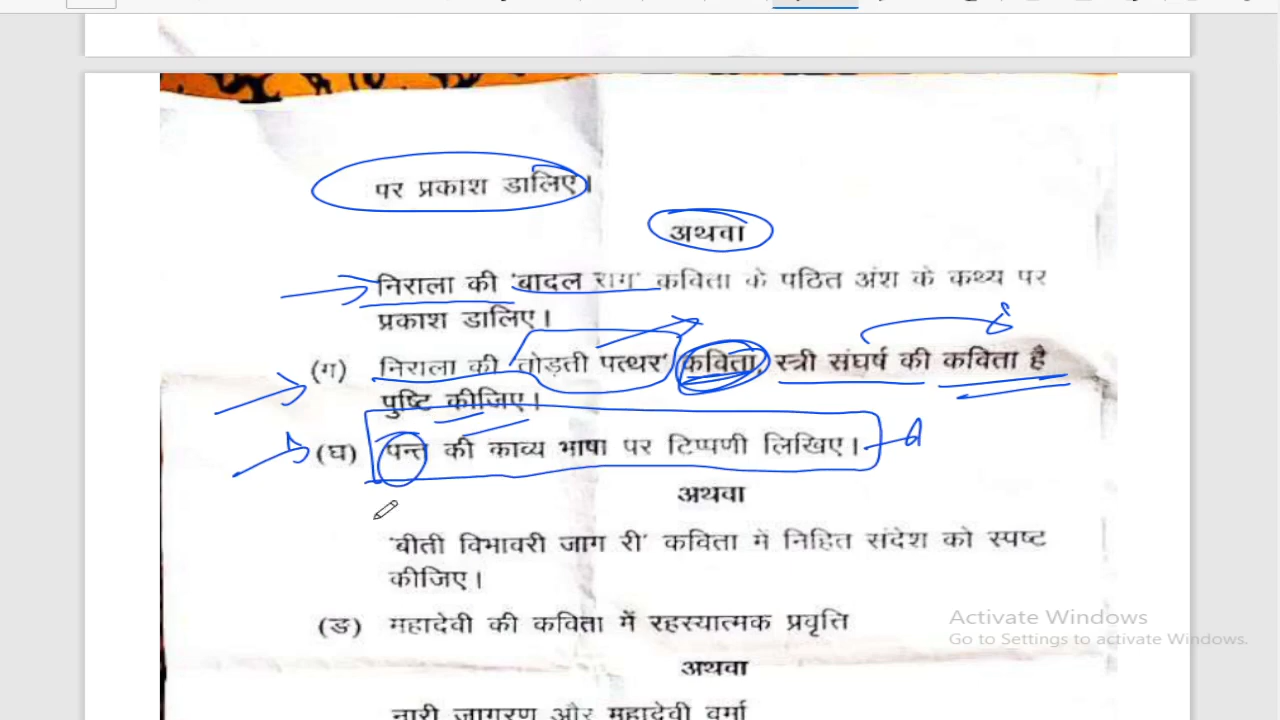 पर प्रकाश डालिए।
अथवा
निराला की 'बादल राग' कविता के पठित अंश के कथ्य पर
प्रकाश डालिए।
(ग) निराला की 'तोड़ती पत्थर' कविता, स्त्री संघर्ष की कविता है
पुष्टि कीजिए।
(घ) पन्त की काव्य भाषा पर टिप्पणी लिखिए।
अथवा
'बीती विभावरी जाग री' कविता में निहित संदेश को स्पष्ट
कीजिए।
(ङ) महादेवी की कविता में रहस्यात्मक प्रवृत्ति
अथवा
नारी जागरण और महादेवी वर्मा
Activate Windows
Go to Settings to activate Windows.